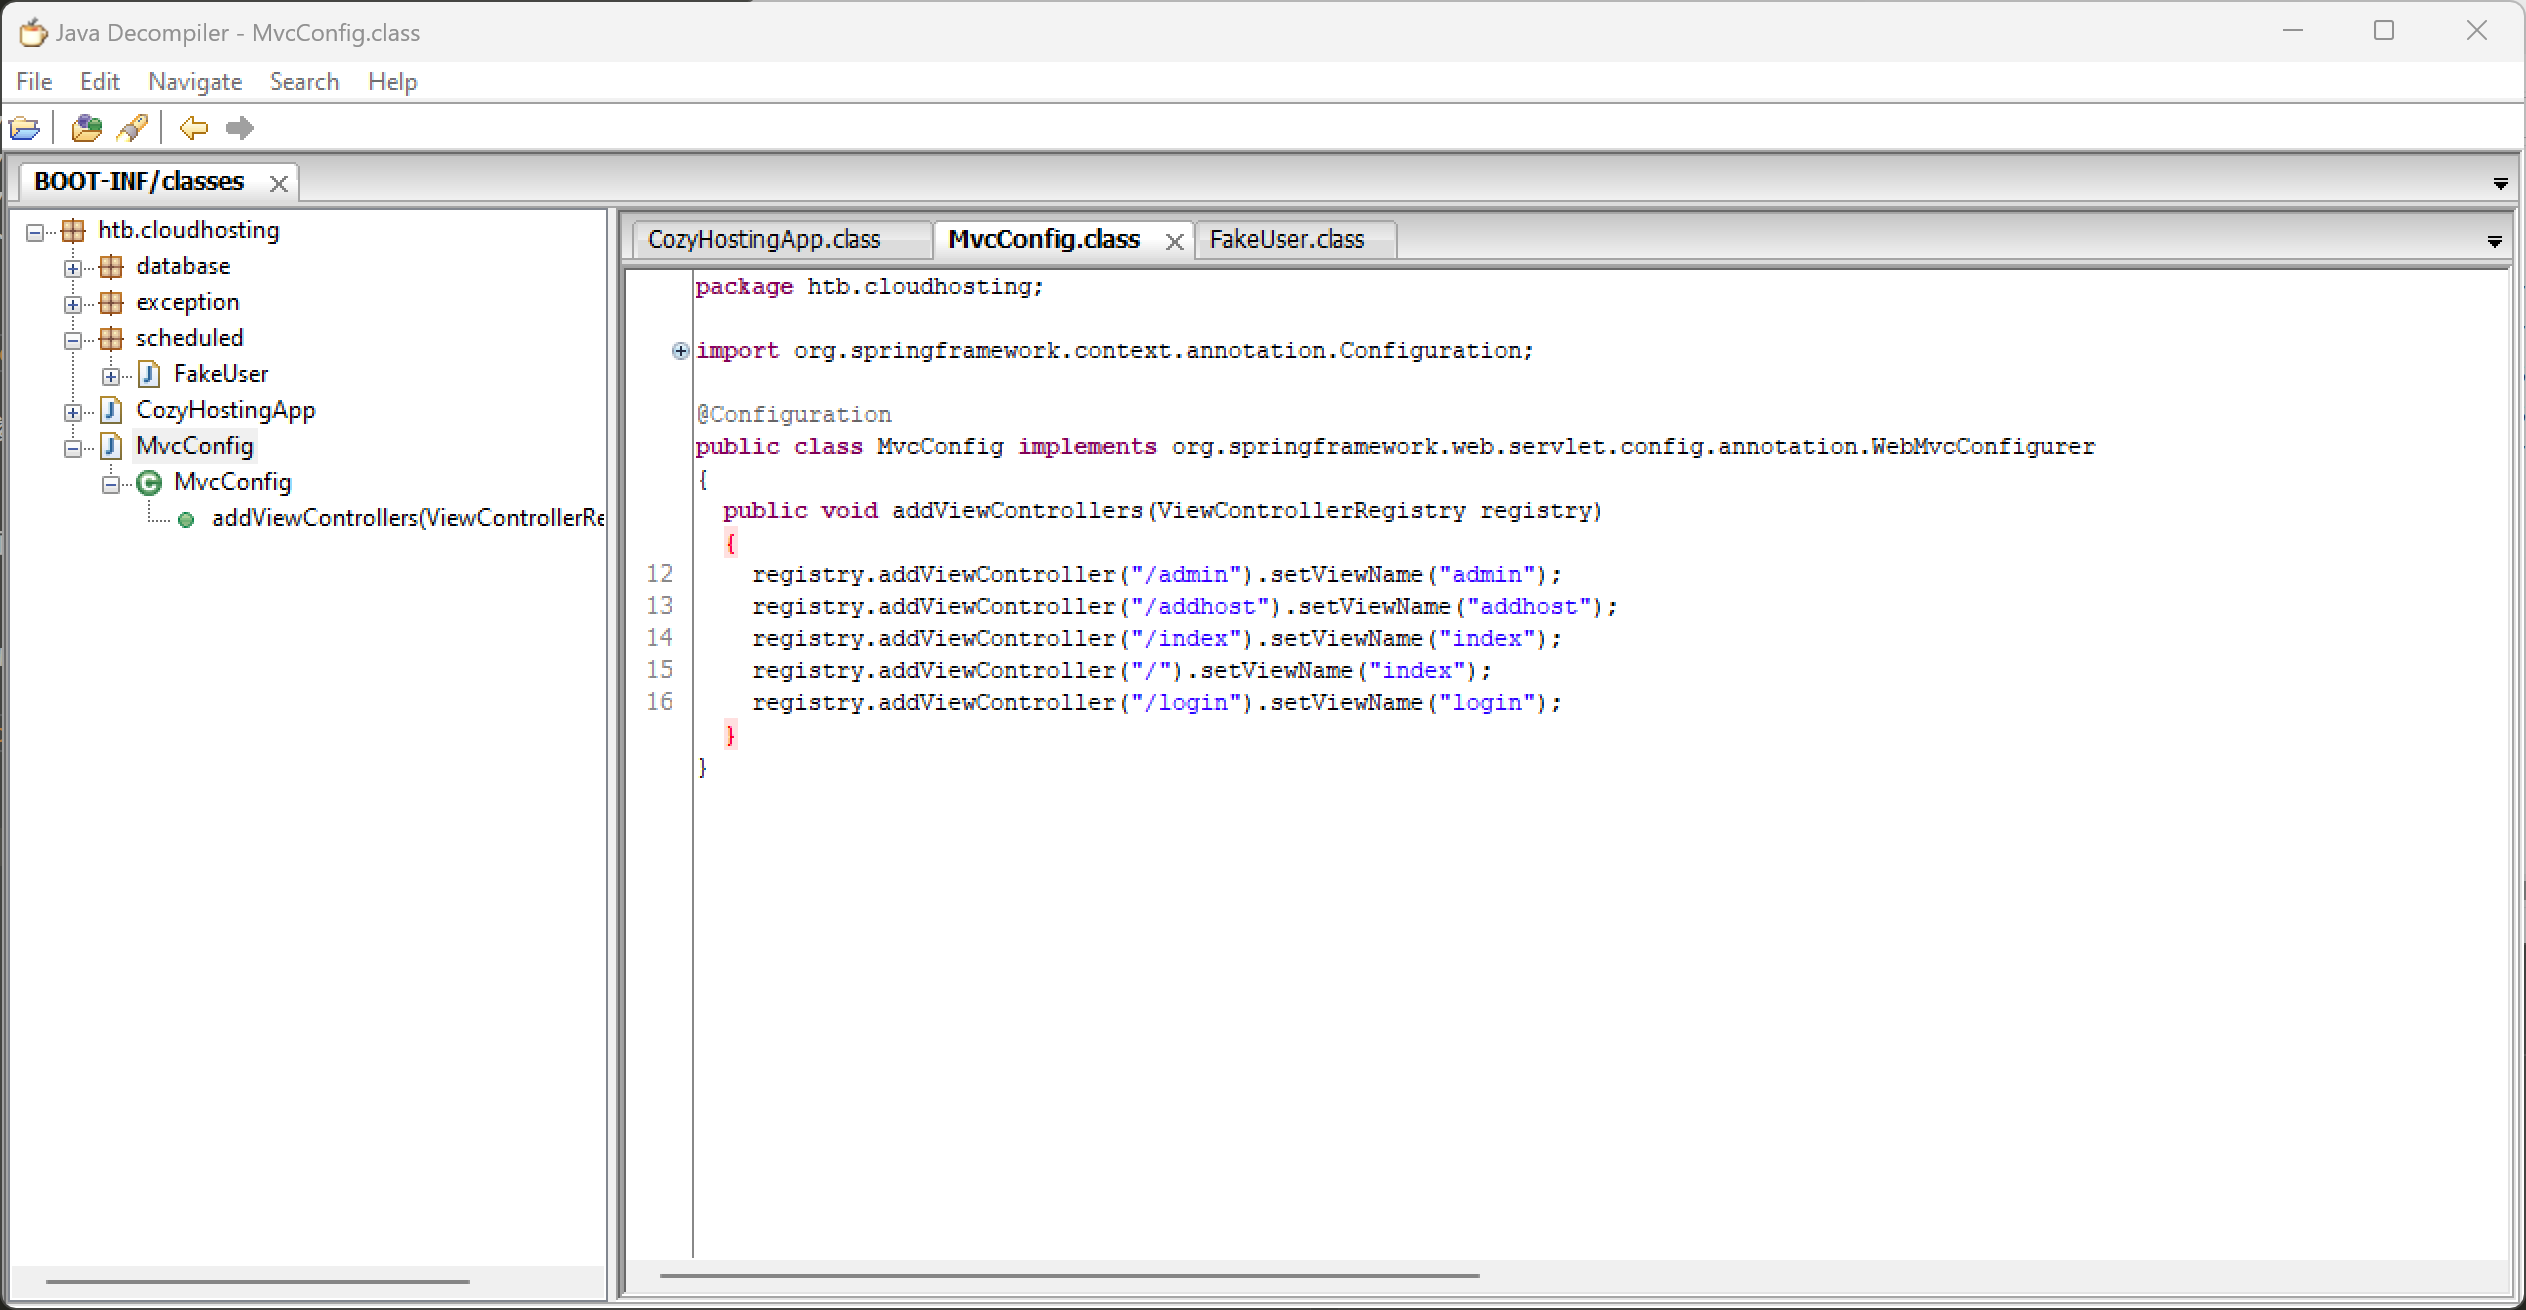 Java Decompiler - MvcConfig.class
File Edit Navigate Search Help
BOOT-INF/classes
htb.cloudhosting
database
exception
scheduled
FakeUser
CozyHostingApp
MvcConfig
MvcConfig
addViewControllers(ViewControllerRe
CozyHostingApp.class MvcConfig.class FakeUser.class
package htb.cloudhosting;
import org.springframework.context.annotation.Configuration;
@Configuration
public class MvcConfig implements org.springframework.web.servlet.config.annotation.WebMvcConfigurer
{
public void addViewControllers(ViewControllerRegistry registry)
{
12 registry.addViewController("/admin").setViewName("admin");
13 registry.addViewController("/addhost").setViewName("addhost");
14 registry.addViewController("/index").setViewName("index");
15 registry.addViewController("/").setViewName("index");
16 registry.addViewController("/login").setViewName("login");
}
}